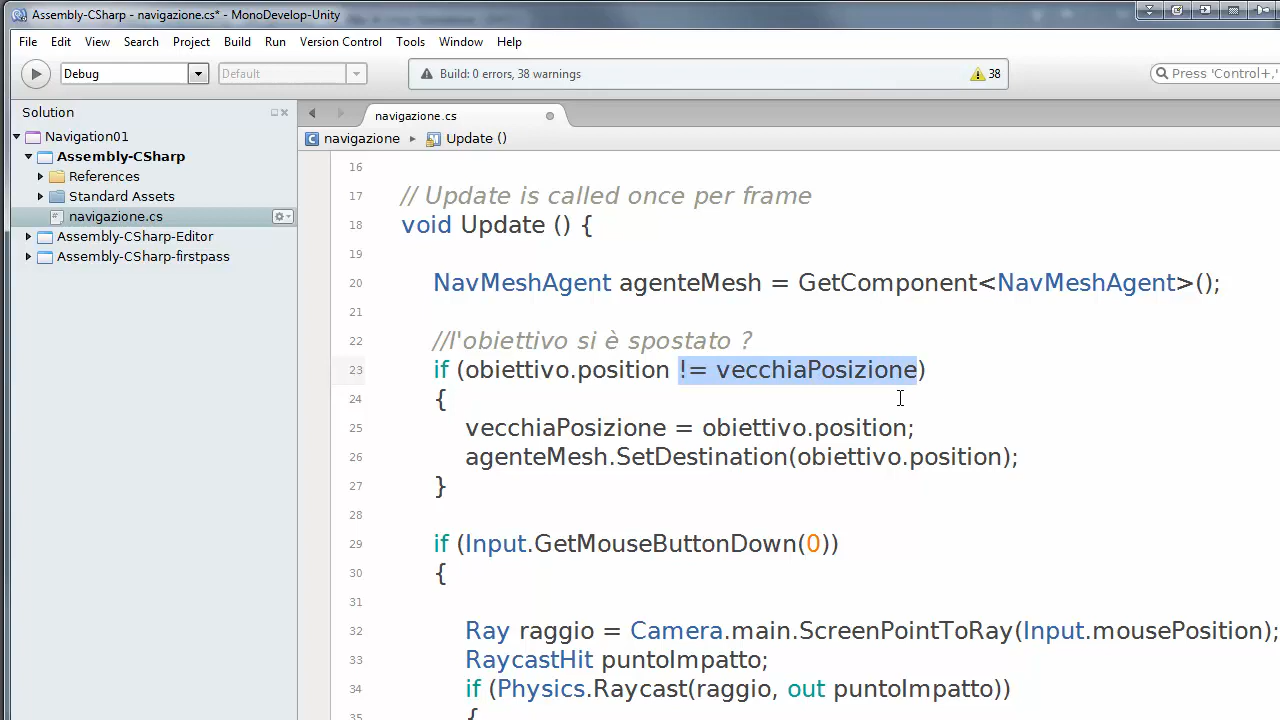 Assembly-CSharp - navigazione.cs* - MonoDevelop-Unity
File Edit View Search Project Build Run Version Control Tools Window Help
Debug Default Build: 0 errors, 38 warnings 38 Press 'Control+,'
Solution
navigazione.cs
Navigation01
navigazione Update ()
Assembly-CSharp
References
Standard Assets
navigazione.cs
Assembly-CSharp-Editor
Assembly-CSharp-firstpass
16
17 // Update is called once per frame
18 void Update () {
19
20 NavMeshAgent agenteMesh = GetComponent<NavMeshAgent>();
21
22 //l'obiettivo si è spostato ?
23 if (obiettivo.position != vecchiaPosizione)
24 {
25 vecchiaPosizione = obiettivo.position;
26 agenteMesh.SetDestination(obiettivo.position);
27 }
28
29 if (Input.GetMouseButtonDown(0))
30 {
31
32 Ray raggio = Camera.main.ScreenPointToRay(Input.mousePosition);
33 RaycastHit puntoImpatto;
34 if (Physics.Raycast(raggio, out puntoImpatto))
35 {